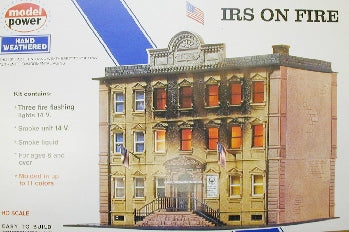 model
power
IRS ON FIRE
HAND
WEATHERED
Kit contains:
• Three fire flashing
lights 14 V.
• Smoke unit 14 V.
• Smoke liquid
• For ages 8 and
over
• Molded in up
to 11 colors
HO SCALE
EASY TO BUILD